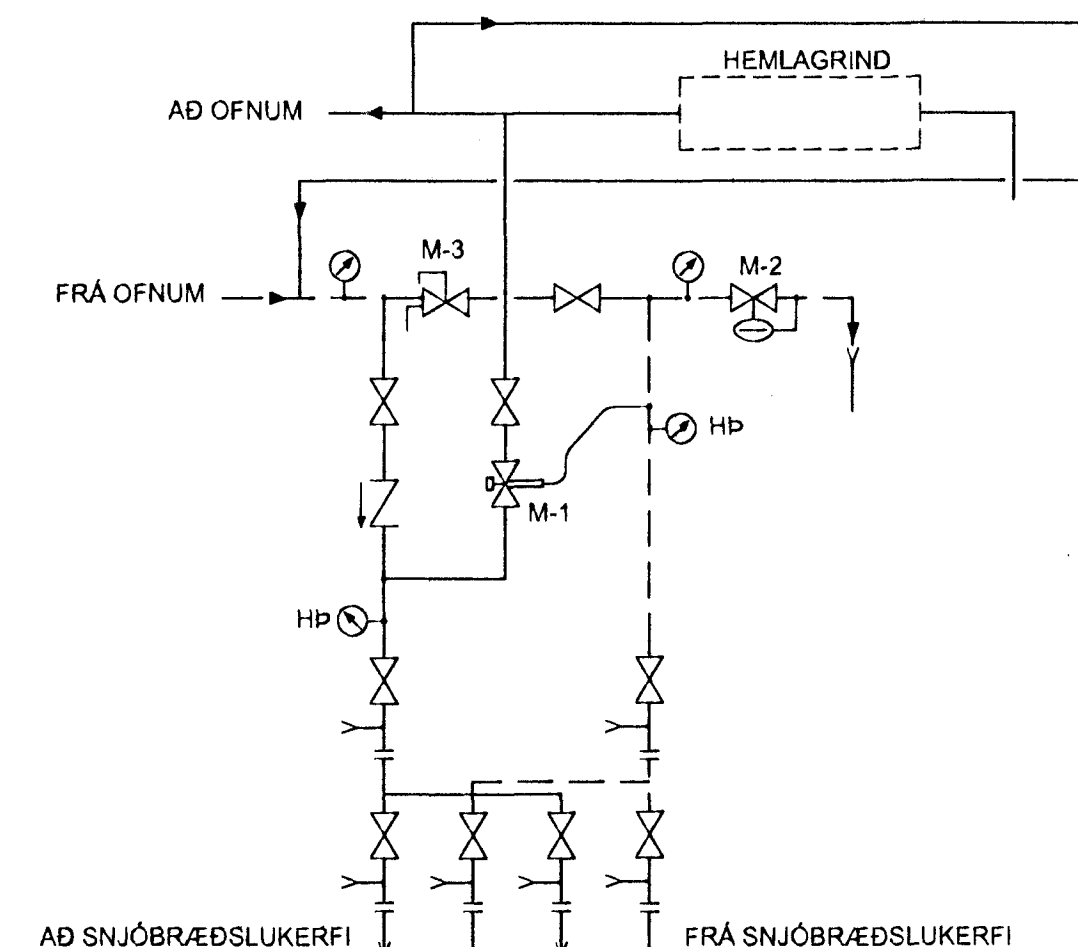 HEMLAGRIND
AÐ OFNUM
M-3
M-2
FRÁ OFNUM
HÞ
M-1
HÞ
AÐ SNJÓBRÆÐSLUKERFI
FRÁ SNJÓBRÆÐSLUKERFI